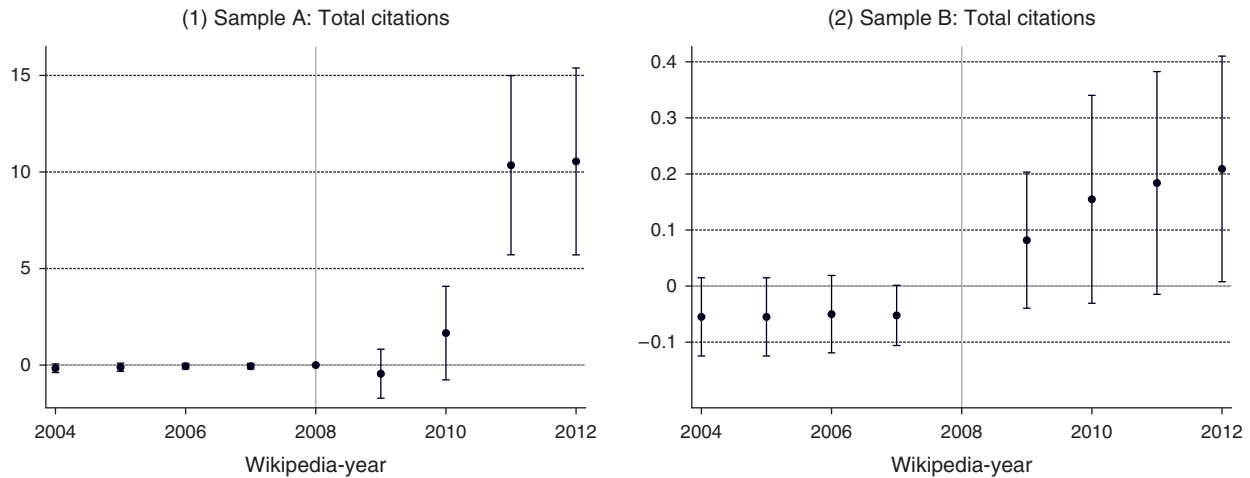 (1) Sample A: Total citations
15
10
5
0
2004 2006 2008 2010 2012
Wikipedia-year
(2) Sample B: Total citations
0.4
0.3
0.2
0.1
0
−0.1
2004 2006 2008 2010 2012
Wikipedia-year